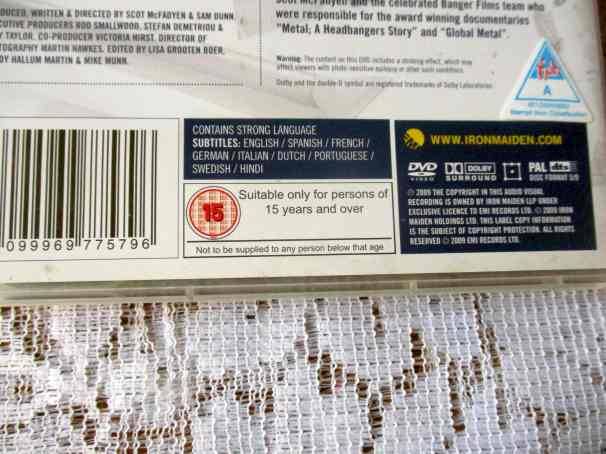 DUCED, WRITTEN & DIRECTED BY SCOT McFADYEN & SAM DUNN.
CUTIVE PRODUCERS ROD SMALLWOOD, STEFAN DEMETRIOU &
TAYLOR. CO-PRODUCER VICTORIA HIRST. DIRECTOR OF
TOGRAPHY MARTIN HAWKES. EDITED BY LISA GROOTEN BOER.
DY HALLUM MARTIN & MIKE MUNN.
Scot McFadyen and the celebrated Banger Films team who
were responsible for the award winning documentaries
"Metal; A Headbangers Story" and "Global Metal".
Warning: The content on this DVD includes a strobing effect, which may
affect viewers with photo-sensitive epilepsy or other such conditions.
Dolby and the double-D symbol are registered trademarks of Dolby Laboratories.
A
099969 775796
CONTAINS STRONG LANGUAGE
SUBTITLES: ENGLISH / SPANISH / FRENCH /
GERMAN / ITALIAN / DUTCH / PORTUGUESE /
SWEDISH / HINDI
15
Suitable only for persons of
15 years and over
Not to be supplied to any person below that age
WWW.IRONMAIDEN.COM
DVD VIDEO
DOLBY SURROUND
PAL dts
DISC FORMAT
℗ 2009 THE COPYRIGHT IN THIS AUDIO VISUAL
RECORDING IS OWNED BY IRON MAIDEN LLP UNDER
EXCLUSIVE LICENCE TO EMI RECORDS LTD. © 2009 IRON
MAIDEN HOLDINGS LTD. THIS LABEL COPY INFORMATION
IS THE SUBJECT OF COPYRIGHT PROTECTION. ALL RIGHTS
RESERVED © 2009 EMI RECORDS LTD.